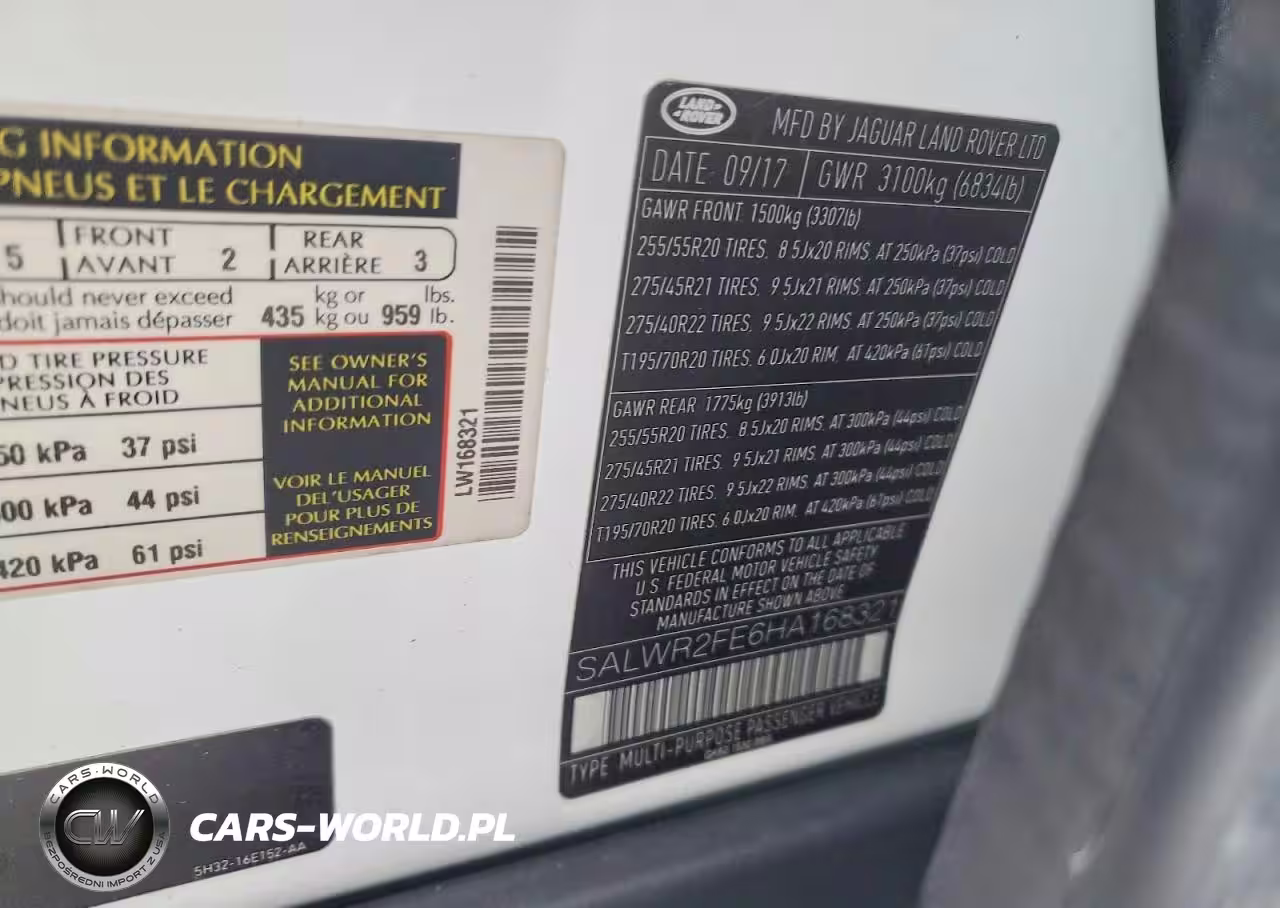 G INFORMATION
PNEUS ET LE CHARGEMENT
5 FRONT AVANT 2 REAR ARRIÈRE 3
hould never exceed
doit jamais dépasser 435 kg or kg ou 959 lbs. lb.
D TIRE PRESSURE
PRESSION DES
NEUS À FROID
50 kPa 37 psi
00 kPa 44 psi
420 kPa 61 psi
SEE OWNER'S
MANUAL FOR
ADDITIONAL
INFORMATION
VOIR LE MANUEL
DEL'USAGER
POUR PLUS DE
RENSEIGNEMENTS
LW168321
LAND ROVER
MFD BY JAGUAR LAND ROVER LTD
DATE 09/17 GWR 3100kg (6834lb)
GAWR FRONT 1500kg (3307lb)
255/55R20 TIRES, 8.5Jx20 RIMS, AT 250kPa (37psi) COLD
275/45R21 TIRES, 9.5Jx21 RIMS, AT 250kPa (37psi) COLD
275/40R22 TIRES, 9.5Jx22 RIMS, AT 250kPa (37psi) COLD
T195/70R20 TIRES, 6.0Jx20 RIM, AT 420kPa (61psi) COLD
GAWR REAR 1775kg (3913lb)
255/55R20 TIRES, 8.5Jx20 RIMS, AT 300kPa (44psi) COLD
275/45R21 TIRES, 9.5Jx21 RIMS, AT 300kPa (44psi) COLD
275/40R22 TIRES, 9.5Jx22 RIMS, AT 300kPa (44psi) COLD
T195/70R20 TIRES, 6.0Jx20 RIM, AT 420kPa (61psi) COLD
THIS VEHICLE CONFORMS TO ALL APPLICABLE
U.S. FEDERAL MOTOR VEHICLE SAFETY
STANDARDS IN EFFECT ON THE DATE OF
MANUFACTURE SHOWN ABOVE
SALWR2FE6HA168321
TYPE MULTI-PURPOSE PASSENGER VEHICLE
5H32-16E152-AA
CARS-WORLD
CW
BEZPOŚREDNI IMPORT Z USA
CARS-WORLD.PL